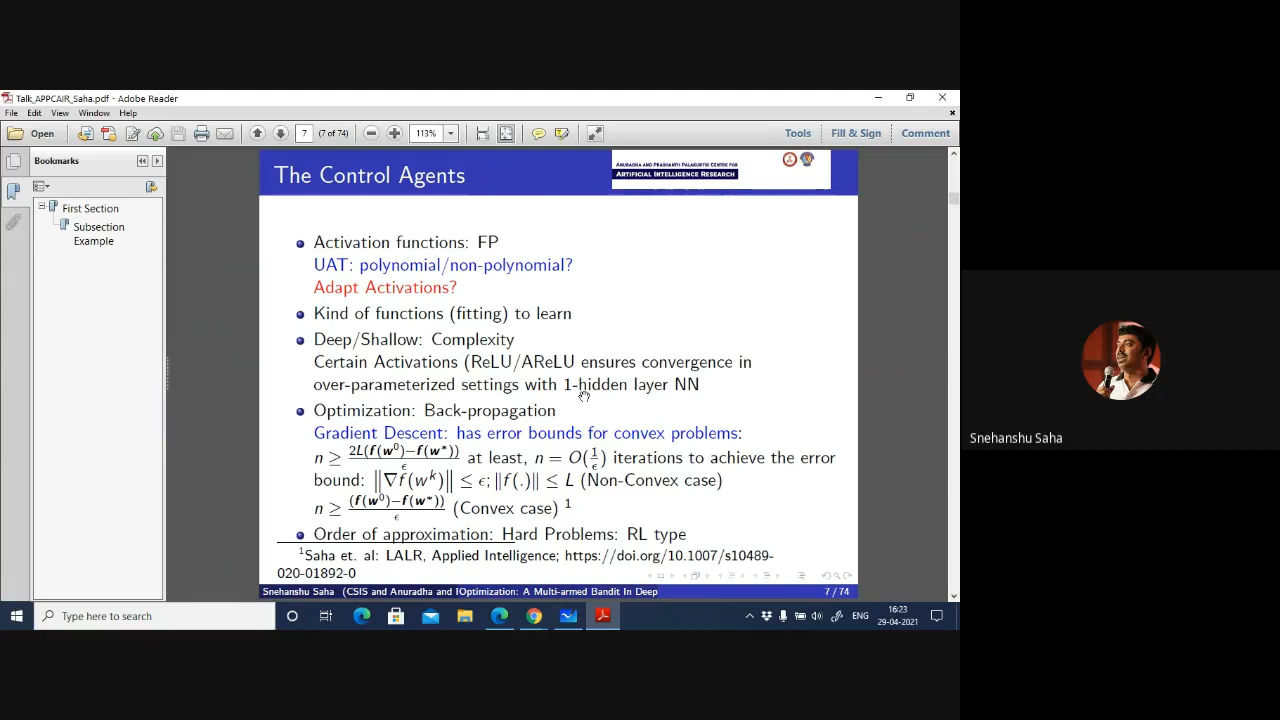 Talk_APPCAIR_Saha.pdf - Adobe Reader
File Edit View Window Help
Open 7 (7 of 74) 113% Tools Fill & Sign Comment
Bookmarks
First Section
Subsection
Example
The Control Agents
ANURADHA AND PRASHANTH PALAKURTHI CENTRE FOR
ARTIFICIAL INTELLIGENCE RESEARCH
Activation functions: FP
UAT: polynomial/non-polynomial?
Adapt Activations?
Kind of functions (fitting) to learn
Deep/Shallow: Complexity
Certain Activations (ReLU/AReLU ensures convergence in
over-parameterized settings with 1-hidden layer NN
Optimization: Back-propagation
Gradient Descent: has error bounds for convex problems:
n ≥ 2L(f(w⁰)−f(w*))/ϵ at least, n = O(1/ϵ) iterations to achieve the error
bound: ‖∇f(wᵏ)‖ ≤ ϵ; ‖f(.)‖ ≤ L (Non-Convex case)
n ≥ (f(w⁰)−f(w*))/ϵ (Convex case) ¹
Order of approximation: Hard Problems: RL type
¹Saha et. al: LALR, Applied Intelligence; https://doi.org/10.1007/s10489-
020-01892-0
Snehanshu Saha (CSIS and Anuradha and IOptimization: A Multi-armed Bandit In Deep 7 / 74
Type here to search
ENG
16:23
29-04-2021
Snehanshu Saha